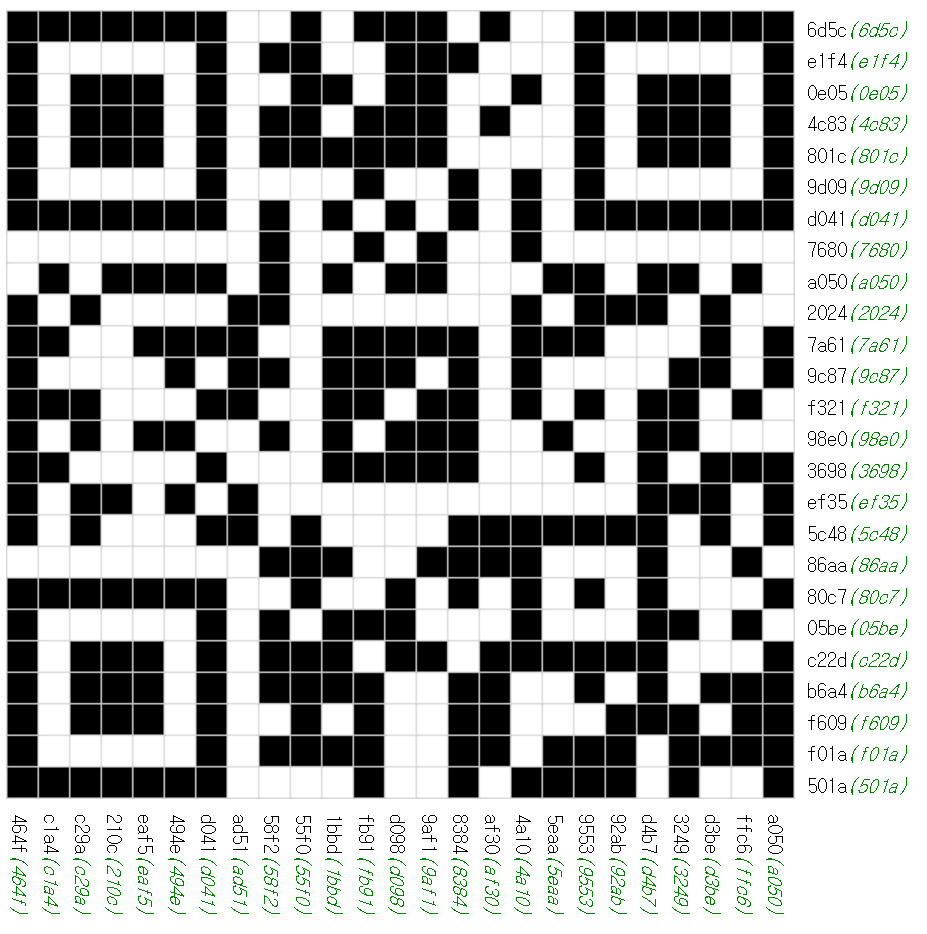 6d5c(6d5c)
e1f4(e1f4)
0e05(0e05)
4c83(4c83)
801c(801c)
9d09(9d09)
d041(d041)
7680(7680)
a050(a050)
2024(2024)
7a61(7a61)
9c87(9c87)
f321(f321)
98e0(98e0)
3698(3698)
ef35(ef35)
5c48(5c48)
86aa(86aa)
80c7(80c7)
05be(05be)
c22d(c22d)
b6a4(b6a4)
f609(f609)
f01a(f01a)
501a(501a)
464f(464f)
c1a4(c1a4)
c29a(c29a)
210c(210c)
eaf5(eaf5)
494e(494e)
d041(d041)
ad51(ad51)
58f2(58f2)
55f0(55f0)
1bbd(1bbd)
fb91(fb91)
d098(d098)
9af1(9af1)
8384(8384)
af30(af30)
4a10(4a10)
5eaa(5eaa)
9553(9553)
92ab(92ab)
d4b7(d4b7)
3249(3249)
d3be(d3be)
ffc6(ffc6)
a050(a050)